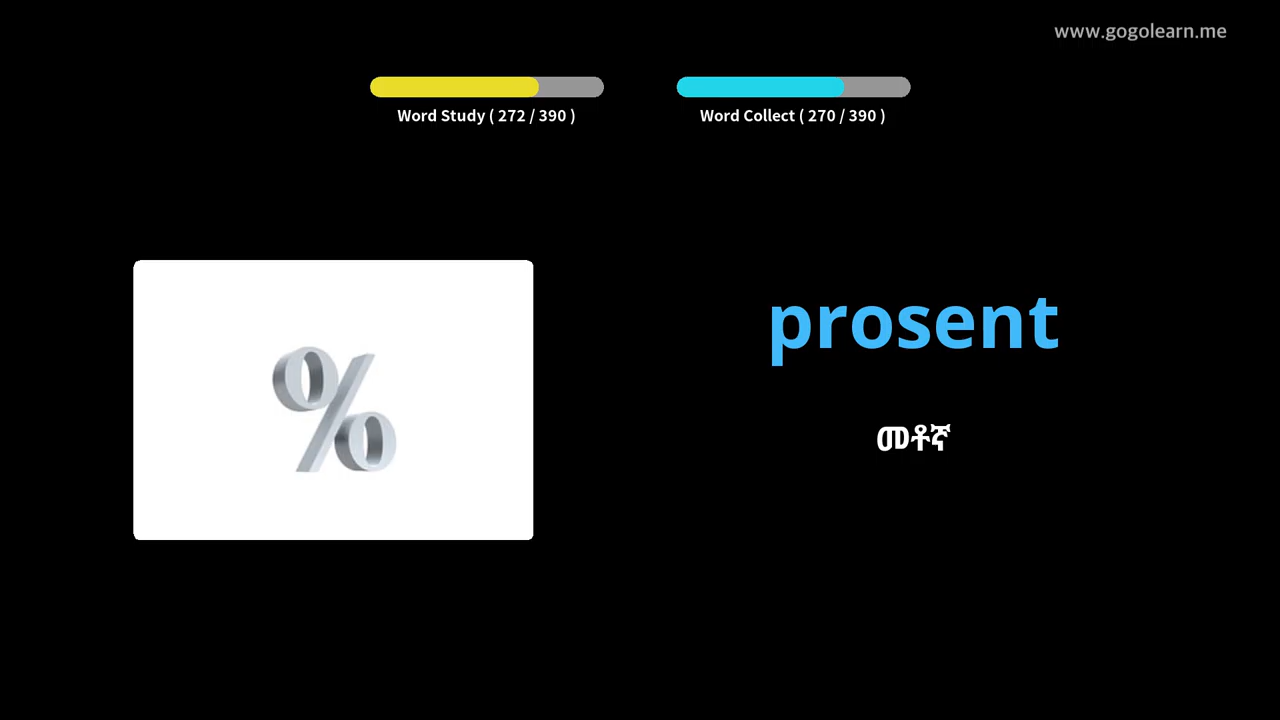 www.gogolearn.me
Word Study ( 272 / 390 )
Word Collect ( 270 / 390 )
%
prosent
መቶኛ